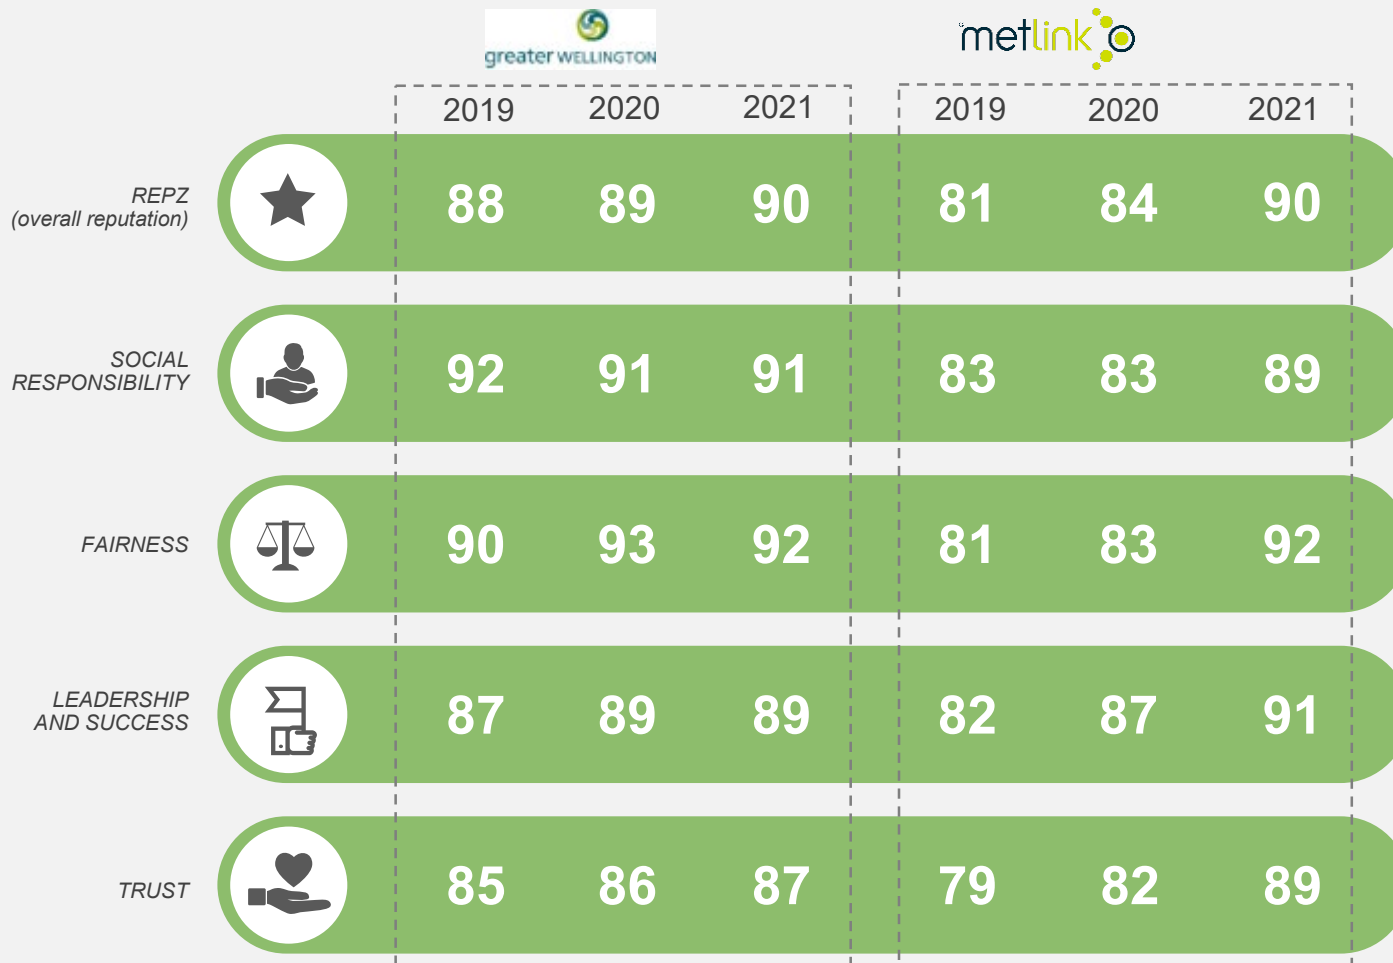 greater WELLINGTON
metlink
2019 2020 2021 2019 2020 2021
REPZ
(overall reputation)
88 89 90 81 84 90
SOCIAL
RESPONSIBILITY
92 91 91 83 83 89
FAIRNESS
90 93 92 81 83 92
LEADERSHIP
AND SUCCESS
87 89 89 82 87 91
TRUST
85 86 87 79 82 89